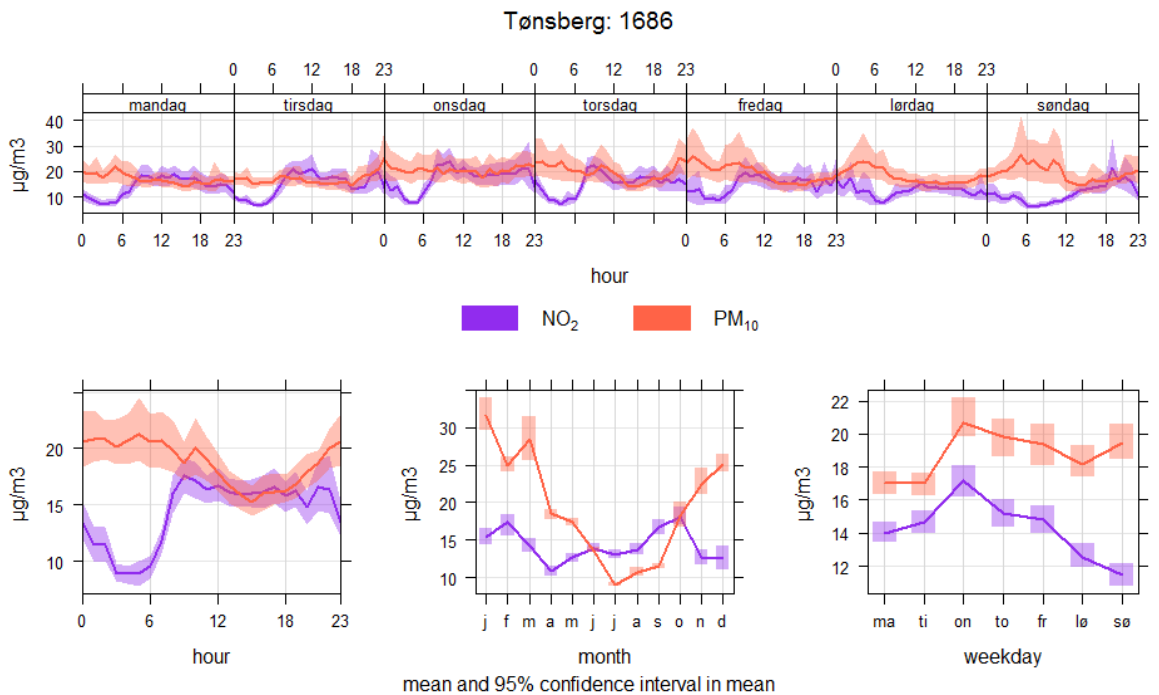 Tønsberg: 1686
0 6 12 18 23 0 6 12 18 23 0 6 12 18 23
mandag tirsdag onsdag torsdag fredag lørdag søndag
µg/m3
40
30
20
10
0 6 12 18 23 0 6 12 18 23 0 6 12 18 23 0 6 12 18 23
hour
NO₂ PM₁₀
µg/m3
20
15
10
0 6 12 18 23
hour
µg/m3
30
25
20
15
10
j f m a m j j a s o n d
month
µg/m3
22
20
18
16
14
12
ma ti on to fr lø sø
weekday
mean and 95% confidence interval in mean